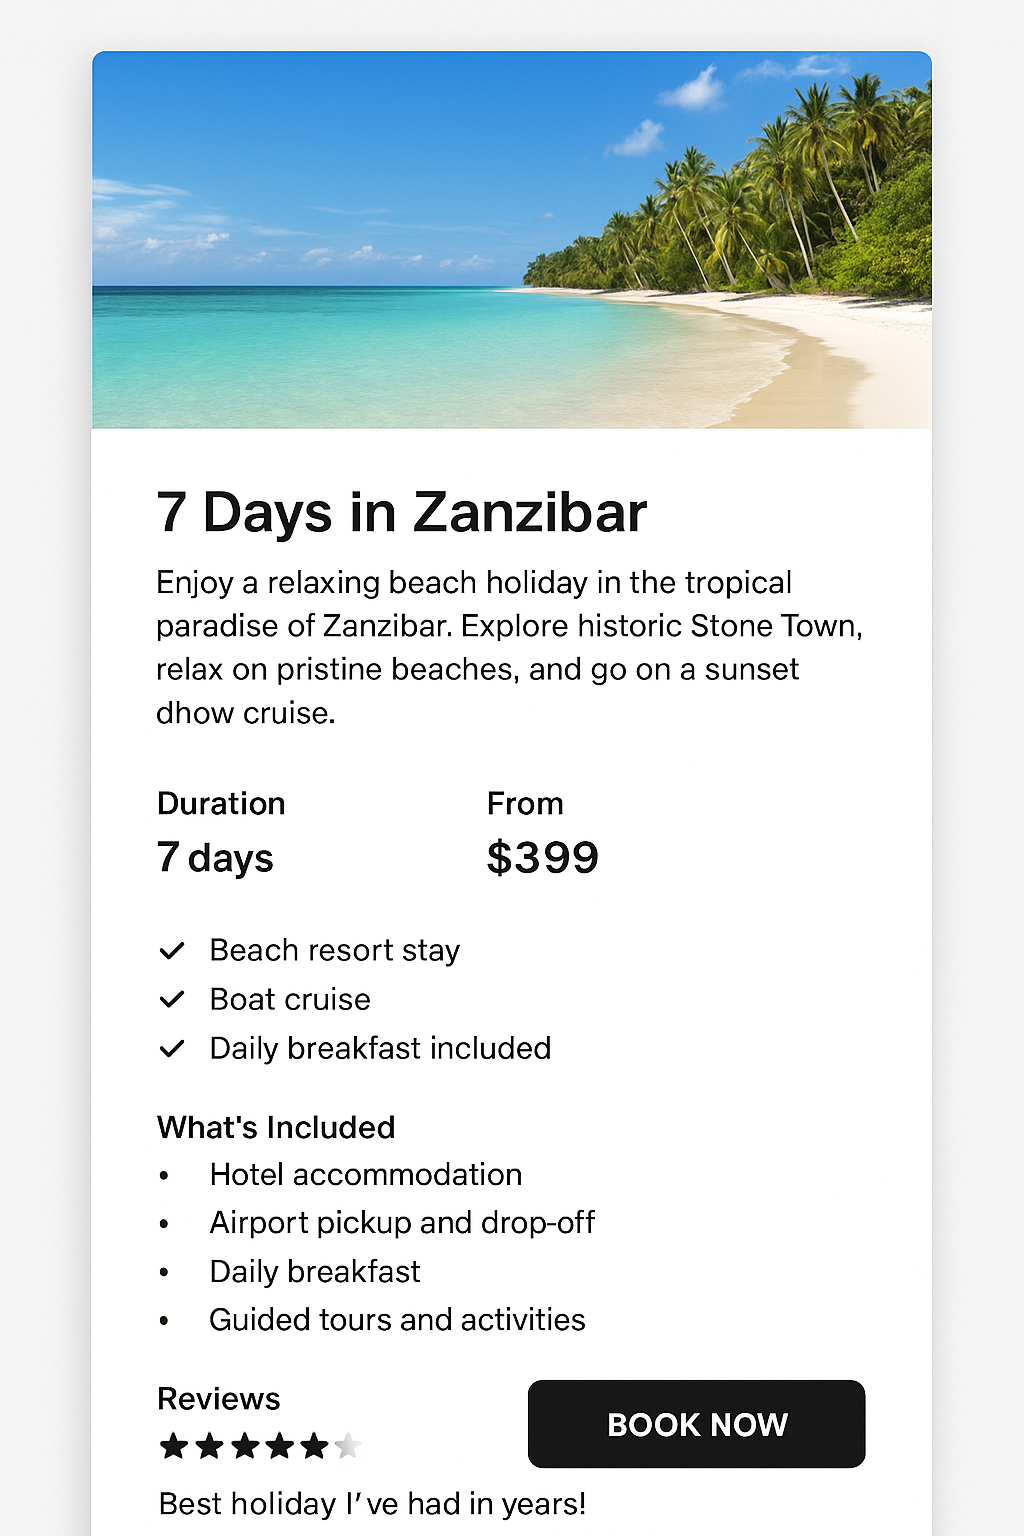 7 Days in Zanzibar
Enjoy a relaxing beach holiday in the tropical
paradise of Zanzibar. Explore historic Stone Town,
relax on pristine beaches, and go on a sunset
dhow cruise.
Duration
7 days
From
$399
Beach resort stay
Boat cruise
Daily breakfast included
What's Included
• Hotel accommodation
• Airport pickup and drop-off
• Daily breakfast
• Guided tours and activities
Reviews
BOOK NOW
Best holiday I’ve had in years!